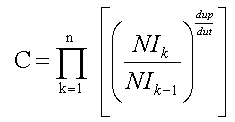 C = ∏_{k=1}^{n} [ ( NI_k / NI_{k−1} )^{dup/dut} ]